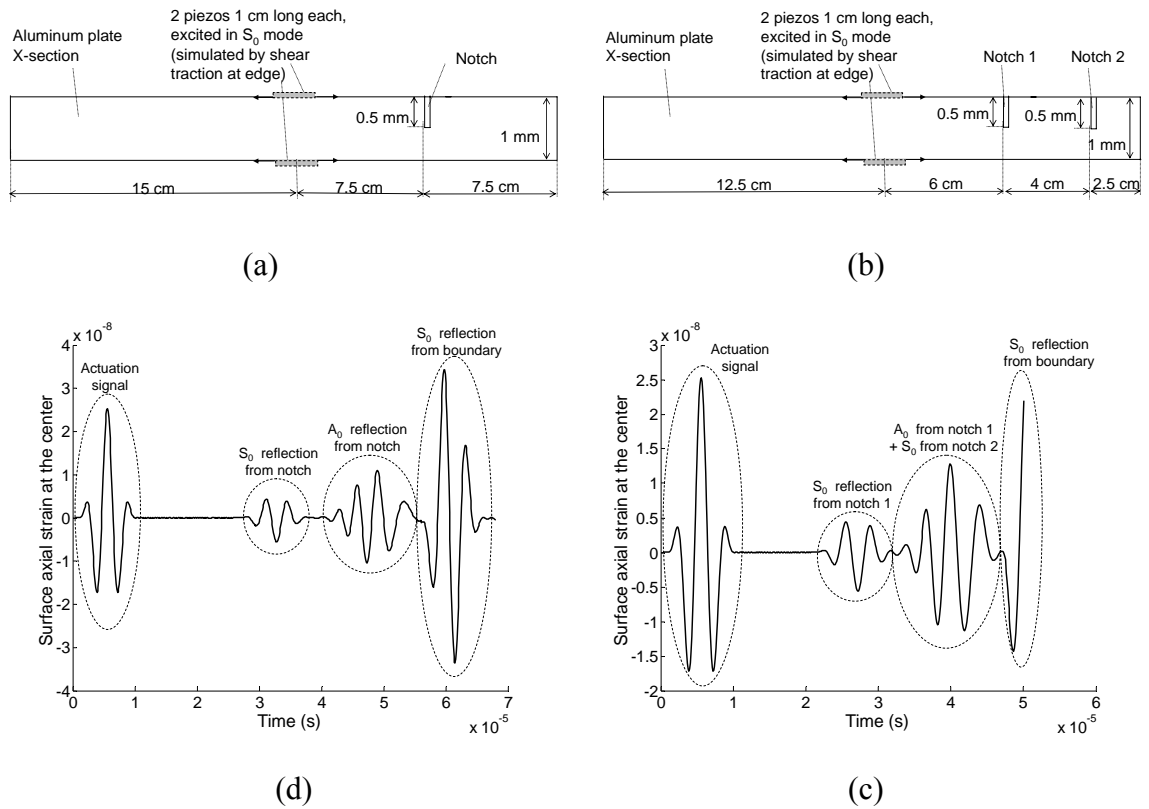 2 piezos 1 cm long each,
excited in S0 mode
(simulated by shear
traction at edge)
Aluminum plate
X-section
Notch
0.5 mm
1 mm
15 cm
7.5 cm
7.5 cm
(a)
2 piezos 1 cm long each,
excited in S0 mode
(simulated by shear
traction at edge)
Aluminum plate
X-section
Notch 1
Notch 2
0.5 mm
0.5 mm
1 mm
12.5 cm
6 cm
4 cm
2.5 cm
(b)
x 10-8
4
3
2
1
0
-1
-2
-3
-4
Surface axial strain at the center
Actuation
signal
S0 reflection
from notch
A0 reflection
from notch
S0 reflection
from boundary
0 1 2 3 4 5 6 7 8
Time (s)
x 10-5
(d)
x 10-8
3
2.5
2
1.5
1
0.5
0
-0.5
-1
-1.5
-2
Surface axial strain at the center
Actuation
signal
S0 reflection
from notch 1
A0 from notch 1
+ S0 from notch 2
S0 reflection
from boundary
0 1 2 3 4 5 6
Time (s)
x 10-5
(c)